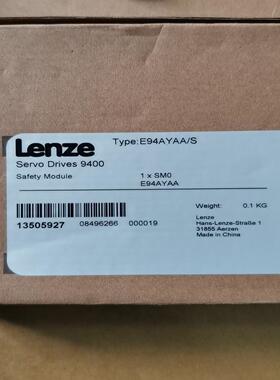 Lenze
Type:E94AYAA/S
Servo Drives 9400
Safety Module
1 x SM0
E94AYAA
Weight: 0.1 KG
13505927 08496266 000019
Lenze
Hans-Lenze-Straße 1
31855 Aerzen
Made in China